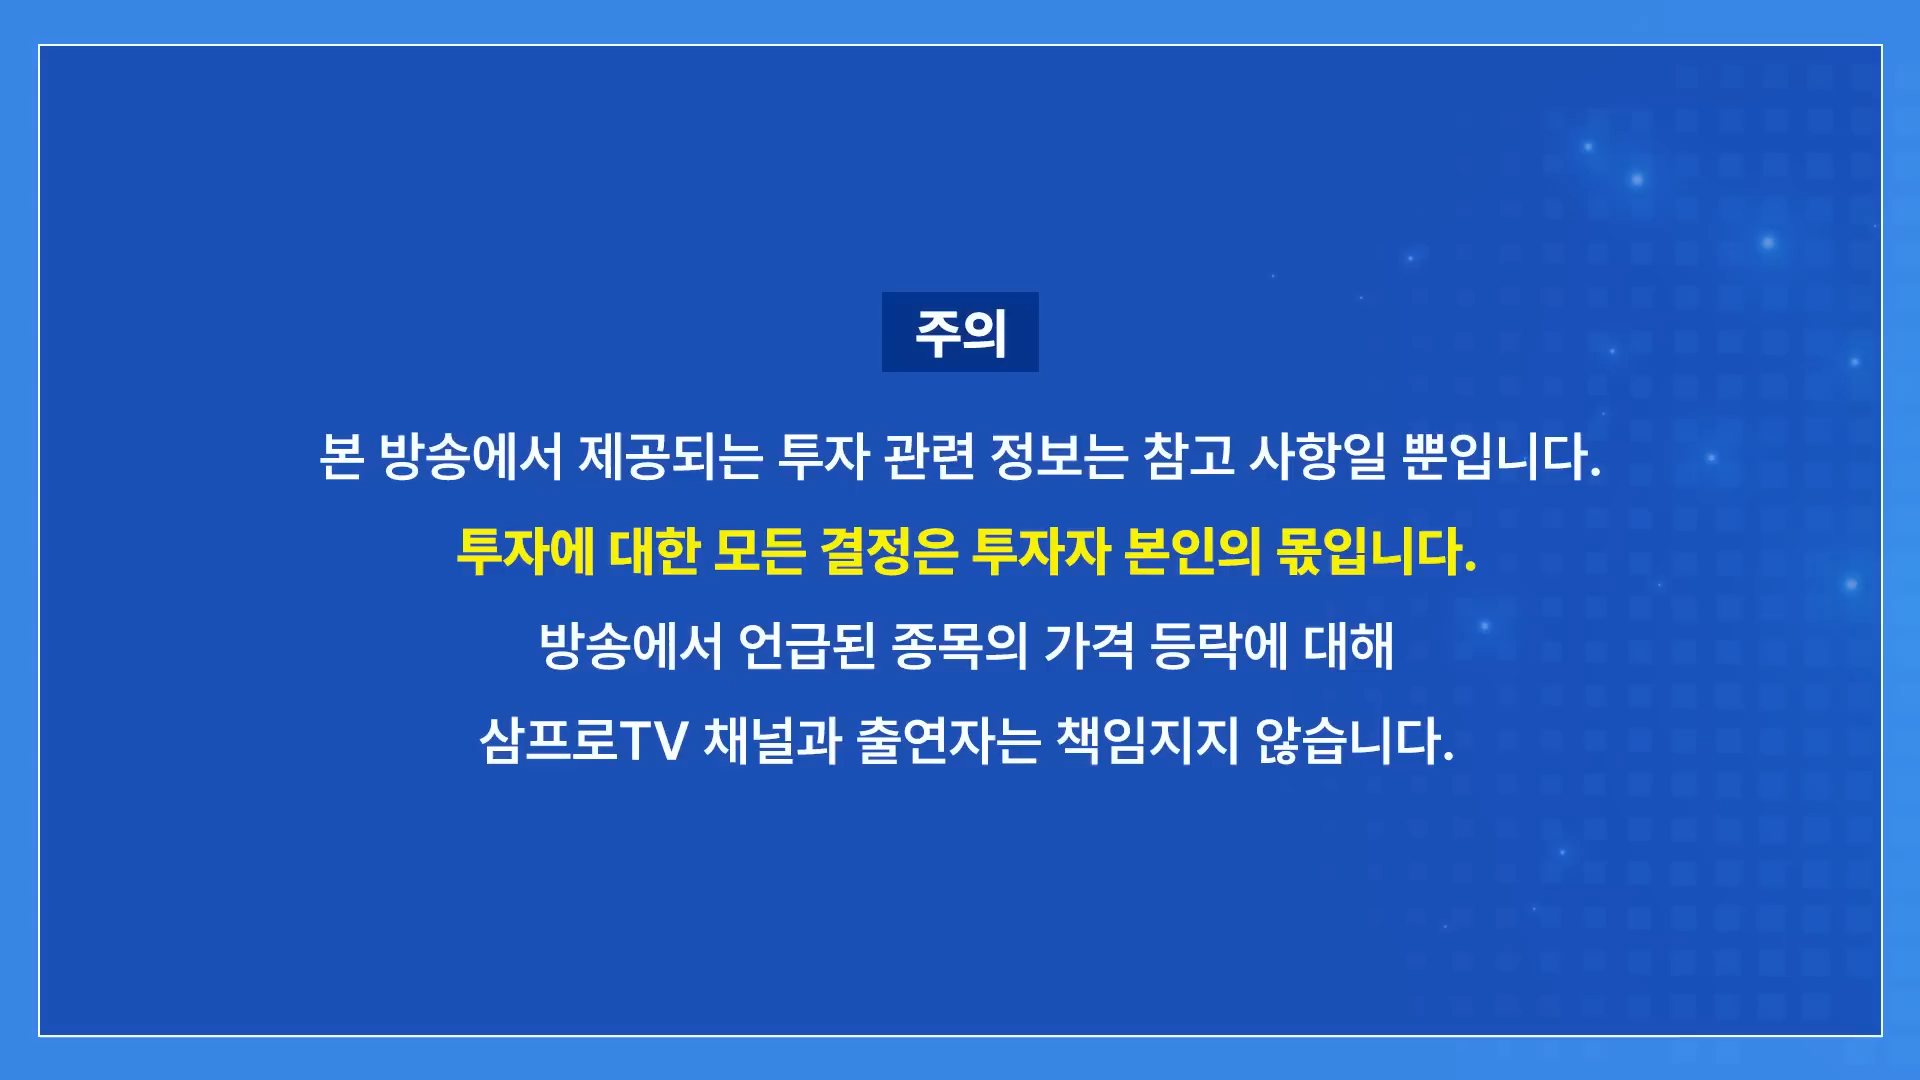 주의
본 방송에서 제공되는 투자 관련 정보는 참고 사항일 뿐입니다.
투자에 대한 모든 결정은 투자자 본인의 몫입니다.
방송에서 언급된 종목의 가격 등락에 대해
삼프로TV 채널과 출연자는 책임지지 않습니다.